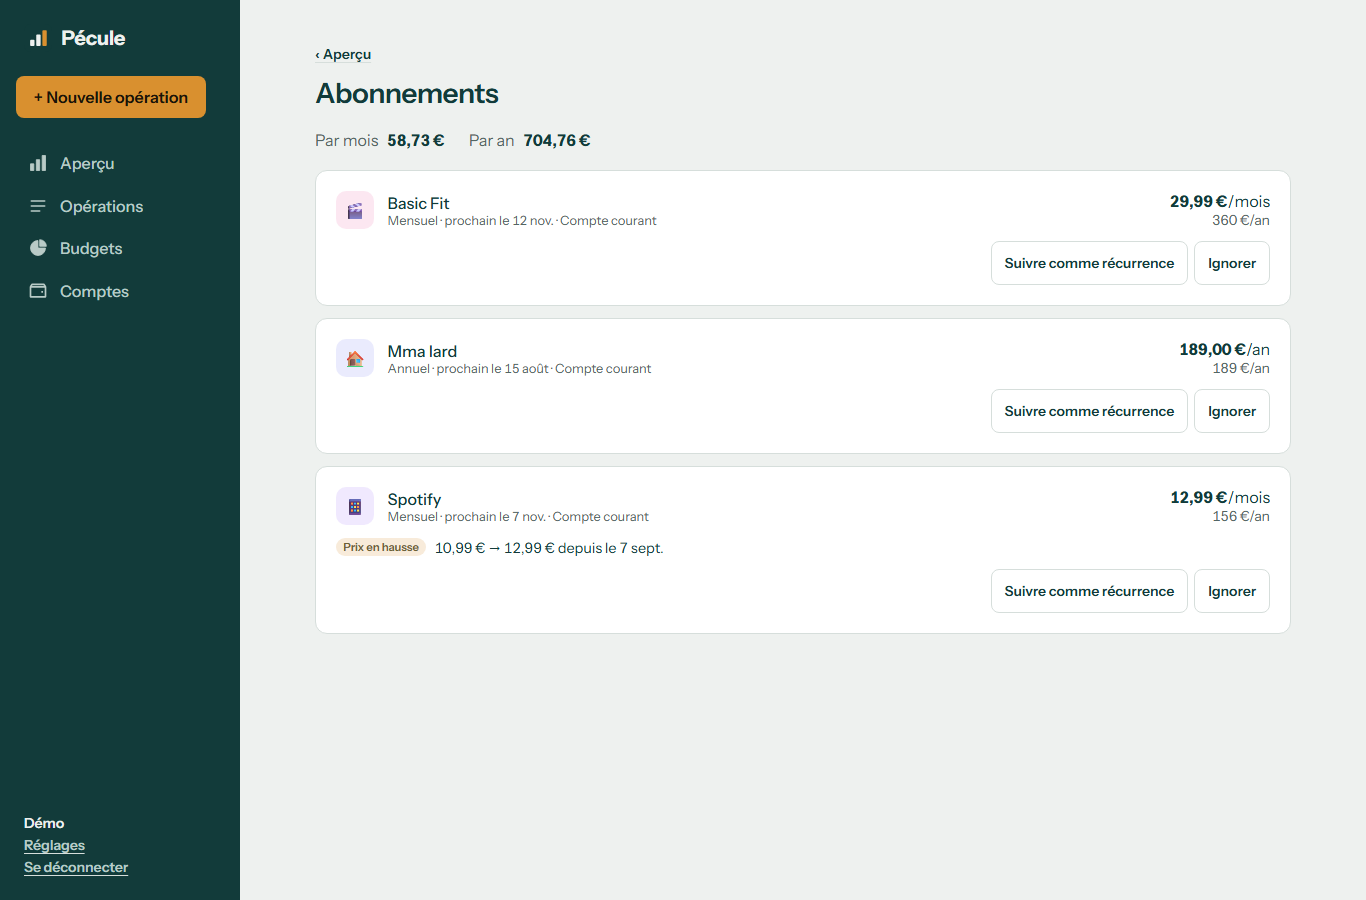 Pécule
+ Nouvelle opération
Aperçu
Opérations
Budgets
Comptes
Démo
Réglages
Se déconnecter
‹ Aperçu
Abonnements
Par mois 58,73 € Par an 704,76 €
Basic Fit
29,99 €/mois
Mensuel · prochain le 12 nov. · Compte courant
360 €/an
Suivre comme récurrence Ignorer
Mma Iard
189,00 €/an
Annuel · prochain le 15 août · Compte courant
189 €/an
Suivre comme récurrence Ignorer
Spotify
12,99 €/mois
Mensuel · prochain le 7 nov. · Compte courant
156 €/an
Prix en hausse 10,99 € → 12,99 € depuis le 7 sept.
Suivre comme récurrence Ignorer